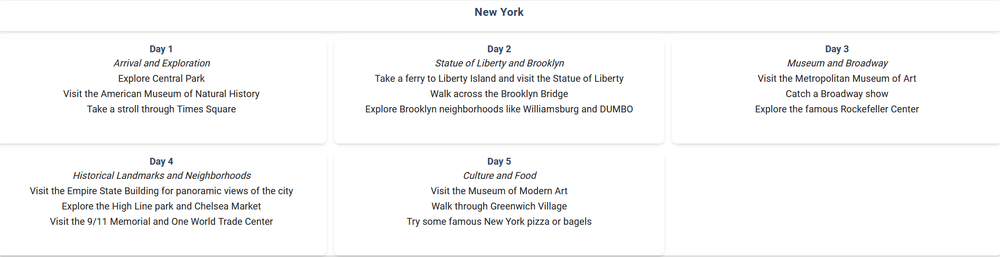 New York
Day 1
Arrival and Exploration
Explore Central Park
Visit the American Museum of Natural History
Take a stroll through Times Square
Day 2
Statue of Liberty and Brooklyn
Take a ferry to Liberty Island and visit the Statue of Liberty
Walk across the Brooklyn Bridge
Explore Brooklyn neighborhoods like Williamsburg and DUMBO
Day 3
Museum and Broadway
Visit the Metropolitan Museum of Art
Catch a Broadway show
Explore the famous Rockefeller Center
Day 4
Historical Landmarks and Neighborhoods
Visit the Empire State Building for panoramic views of the city
Explore the High Line park and Chelsea Market
Visit the 9/11 Memorial and One World Trade Center
Day 5
Culture and Food
Visit the Museum of Modern Art
Walk through Greenwich Village
Try some famous New York pizza or bagels